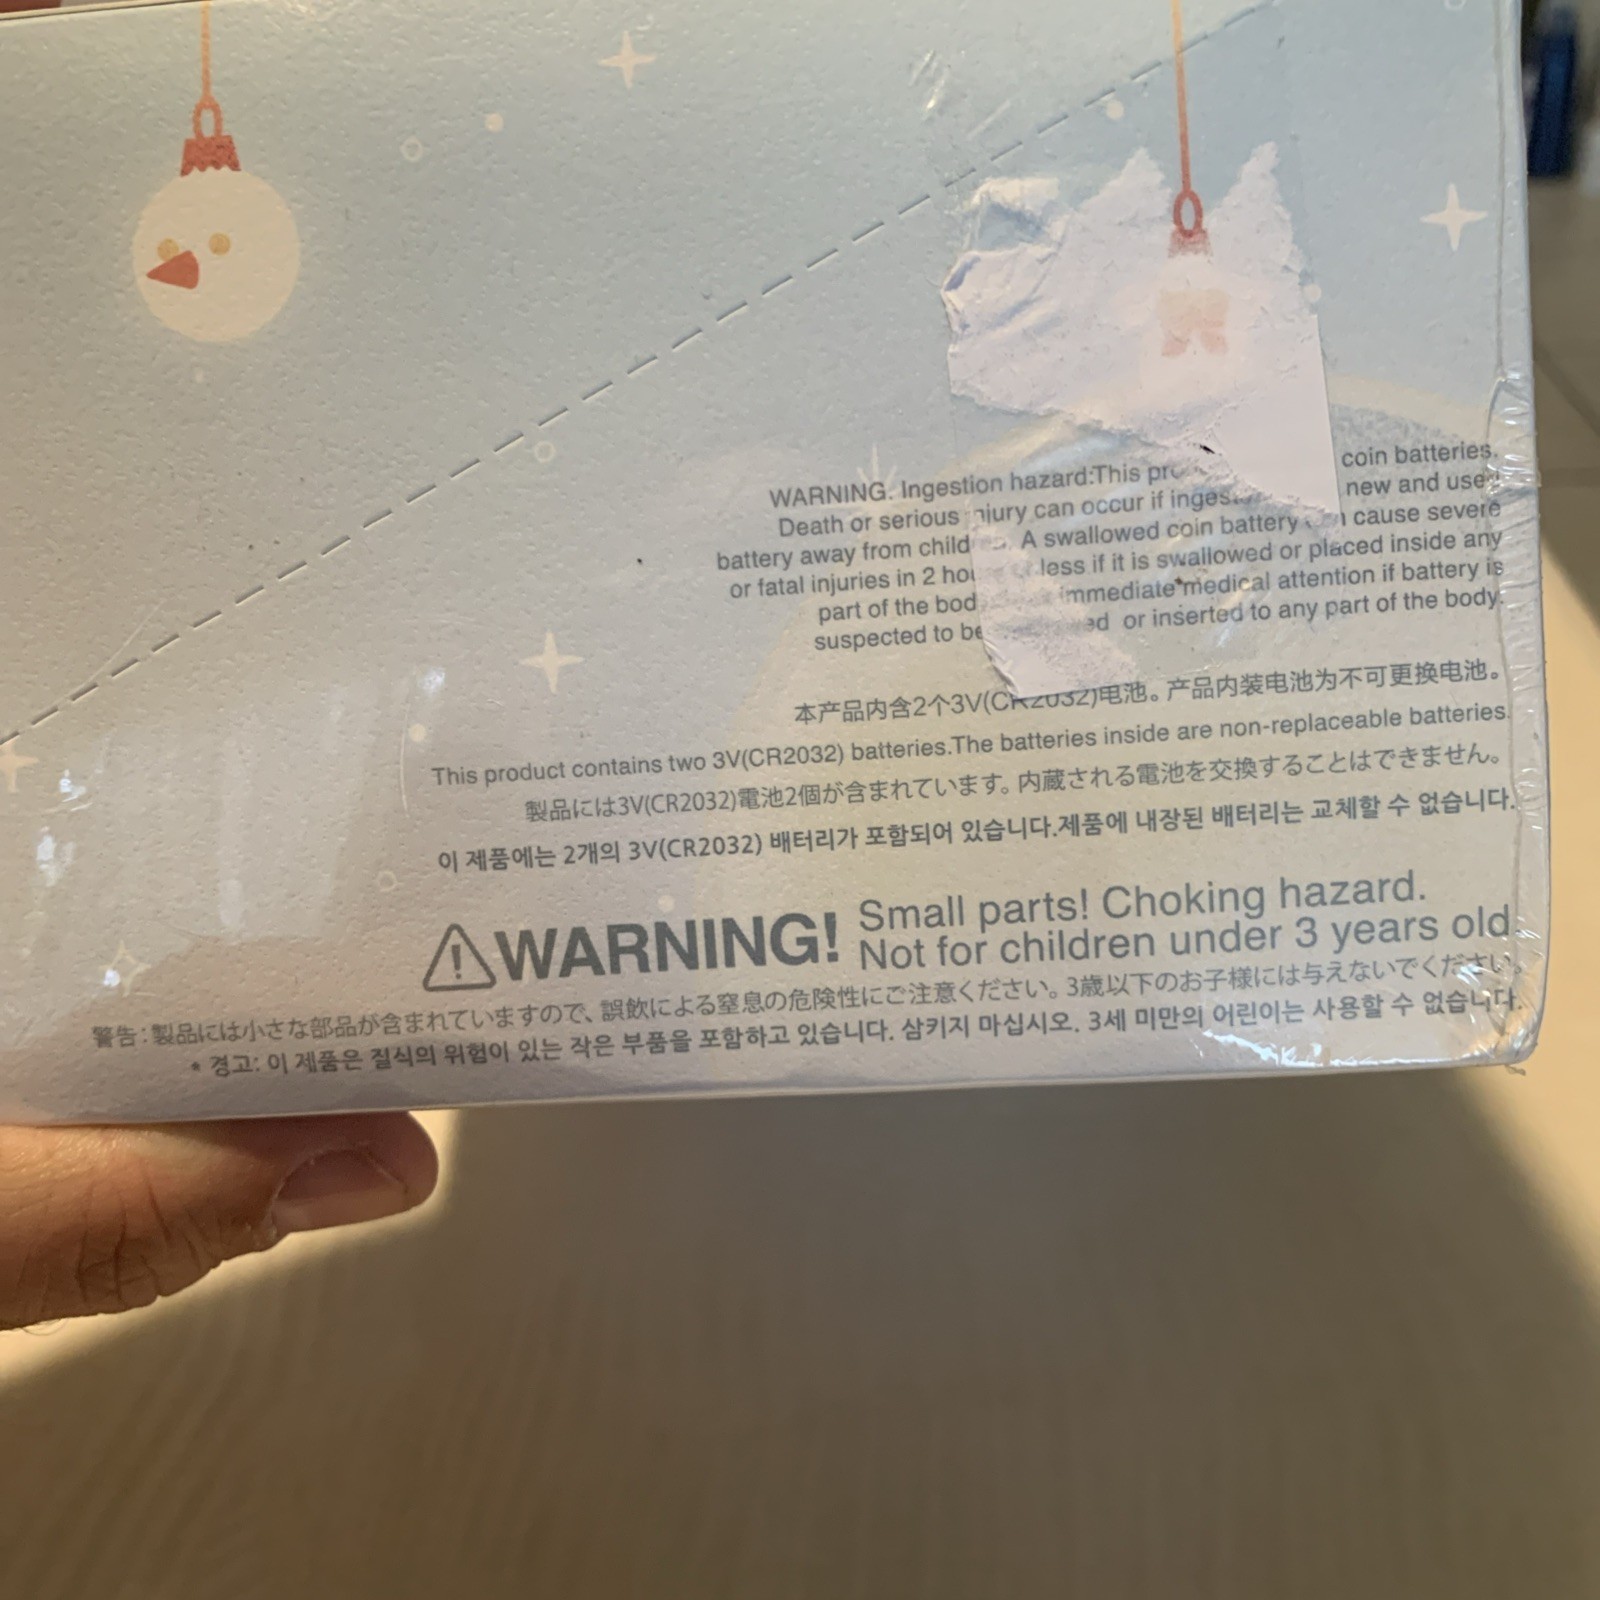 WARNING. Ingestion hazard:This coin batteries.
Death or serious injury can occur if new and used
battery away from A swallowed coin battery cause severe
or fatal injuries in 2 less if it is swallowed or placed inside any
part of the immediate medical attention if battery is
suspected to be or inserted to any part of the body.
本产品内含2个3V(CR2032)电池。产品内装电池为不可更换电池。
This product contains two 3V(CR2032) batteries.The batteries inside are non-replaceable batteries.
製品には3V(CR2032)電池2個が含まれています。内蔵される電池を交換することはできません。
이 제품에는 2개의 3V(CR2032) 배터리가 포함되어 있습니다.제품에 내장된 배터리는 교체할 수 없습니다.
WARNING! Small parts! Choking hazard.
Not for children under 3 years old
警告：製品には小さな部品が含まれていますので、誤飲による窒息の危険性にご注意ください。3歳以下のお子様には与えないでください。
* 경고: 이 제품은 질식의 위험이 있는 작은 부품을 포함하고 있습니다. 삼키지 마십시오. 3세 미만의 어린이는 사용할 수 없습니다.